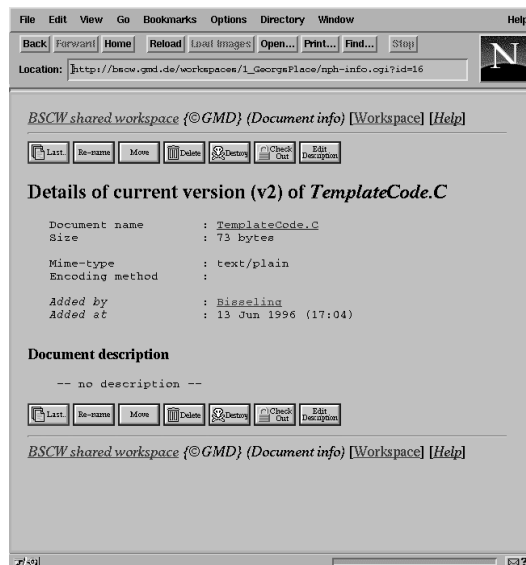 File Edit View Go Bookmarks Options Directory Window Help
Back Forward Home Reload Load Images Open... Print... Find... Stop
N
Location: http://bscw.gmd.de/workspaces/1_GeorgsPlace/nph-info.cgi?id=16
BSCW shared workspace {©GMD} (Document info) [Workspace] [Help]
Last.. Re-name Move Delete Destroy Check Out Edit Description
Details of current version (v2) of TemplateCode.C
Document name : TemplateCode.C
Size : 73 bytes
Mime-type : text/plain
Encoding method :
Added by : Bisseling
Added at : 13 Jun 1996 (17:04)
Document description
-- no description --
Last.. Re-name Move Delete Destroy Check Out Edit Description
BSCW shared workspace {©GMD} (Document info) [Workspace] [Help]